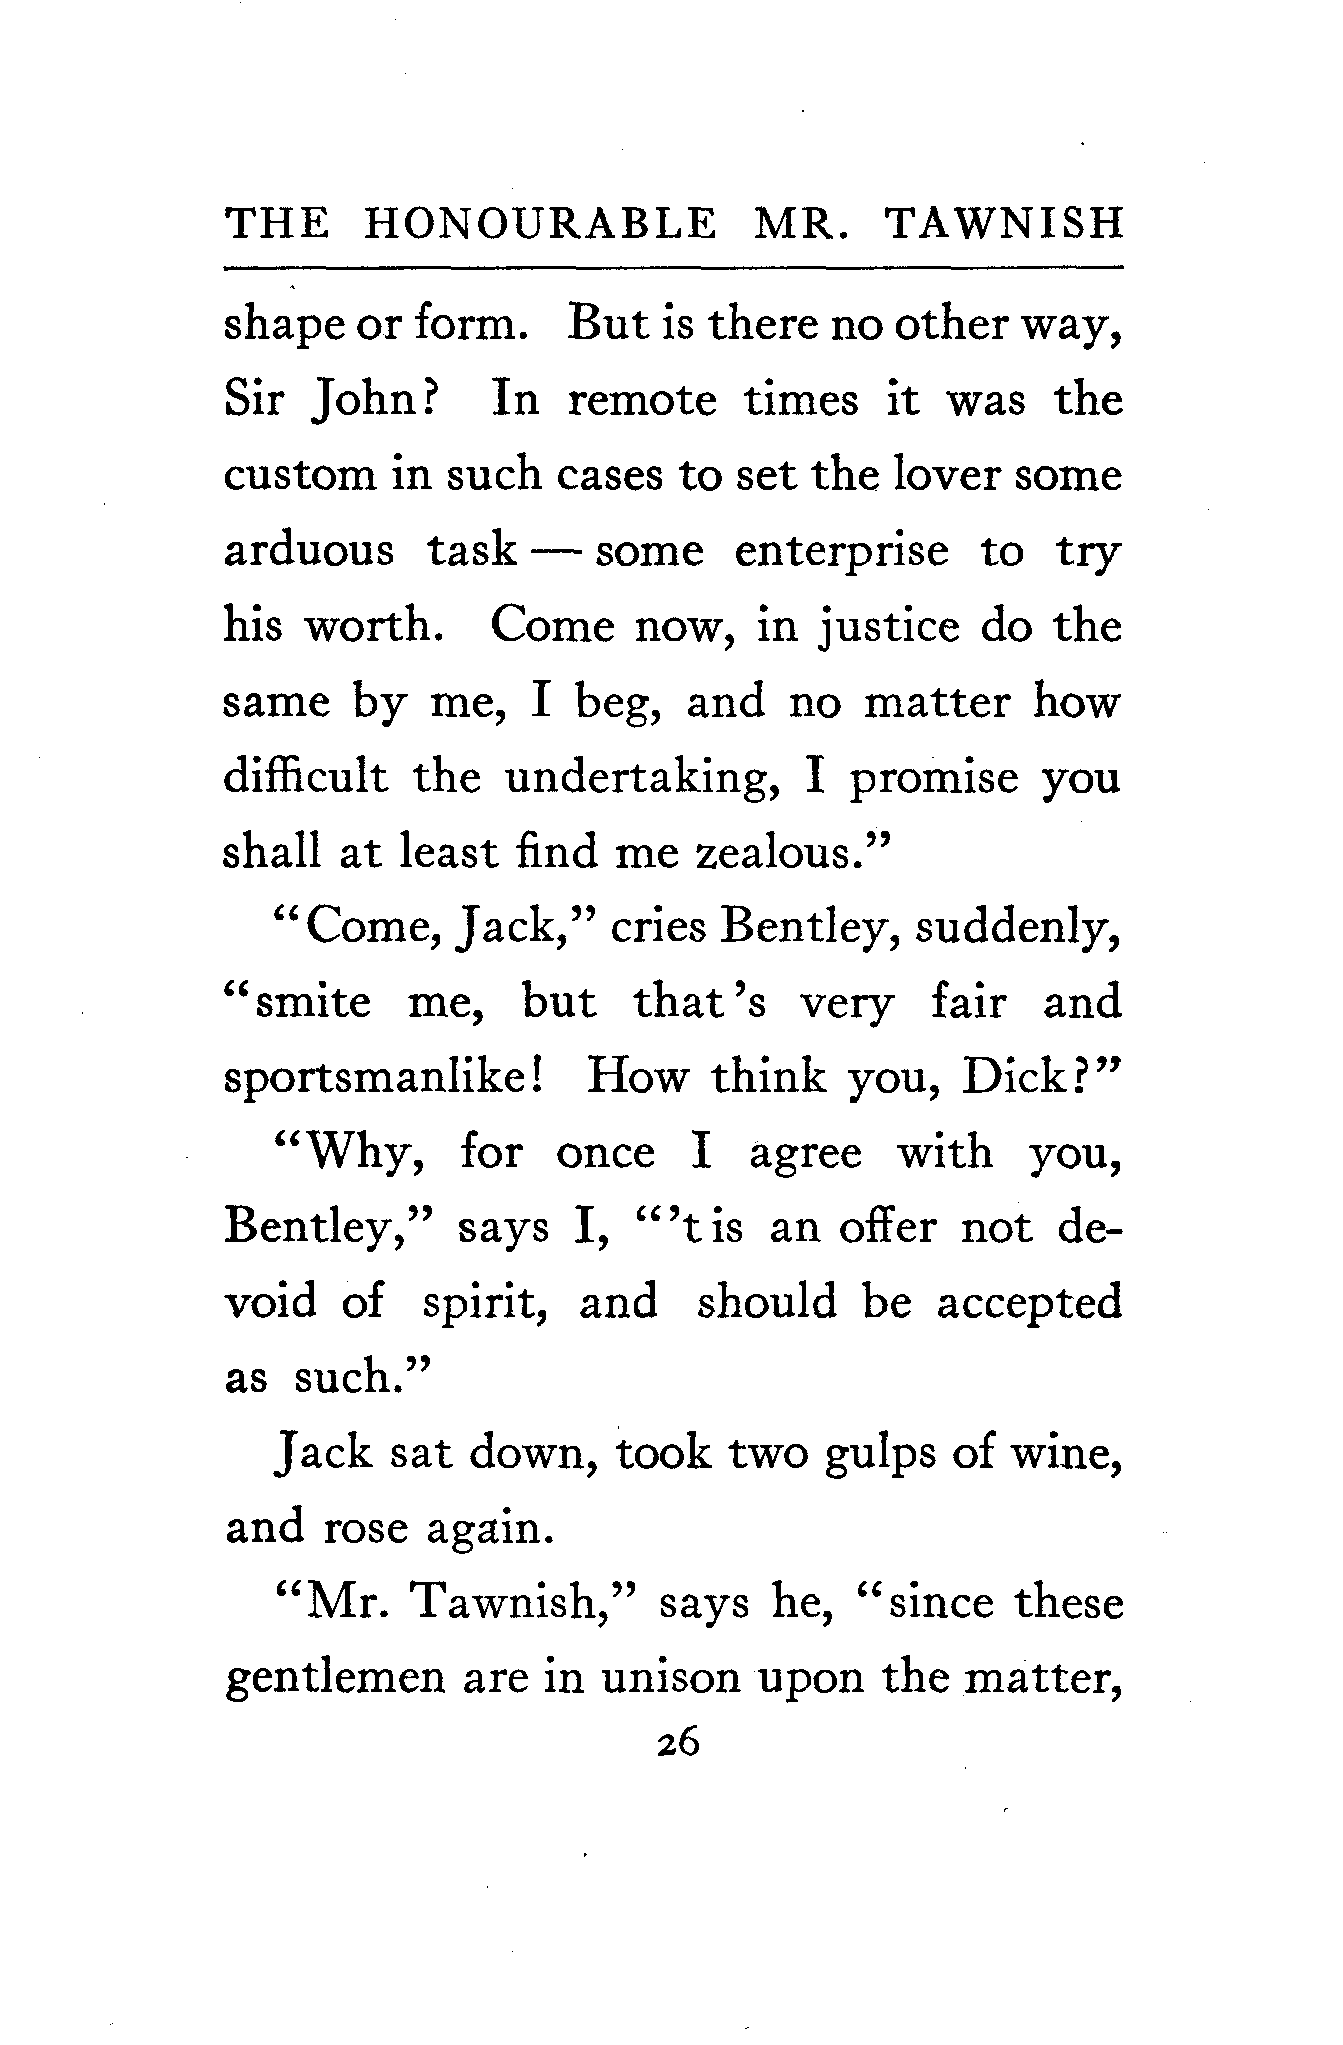 THE HONOURABLE MR. TAWNISH
shape or form. But is there no other way,
Sir John? In remote times it was the
custom in such cases to set the lover some
arduous task — some enterprise to try
his worth. Come now, in justice do the
same by me, I beg, and no matter how
difficult the undertaking, I promise you
shall at least find me zealous.”
“Come, Jack,” cries Bentley, suddenly,
“smite me, but that’s very fair and
sportsmanlike! How think you, Dick?”
“Why, for once I agree with you,
Bentley,” says I, “’tis an offer not de-
void of spirit, and should be accepted
as such.”
Jack sat down, took two gulps of wine,
and rose again.
“Mr. Tawnish,” says he, “since these
gentlemen are in unison upon the matter,
26